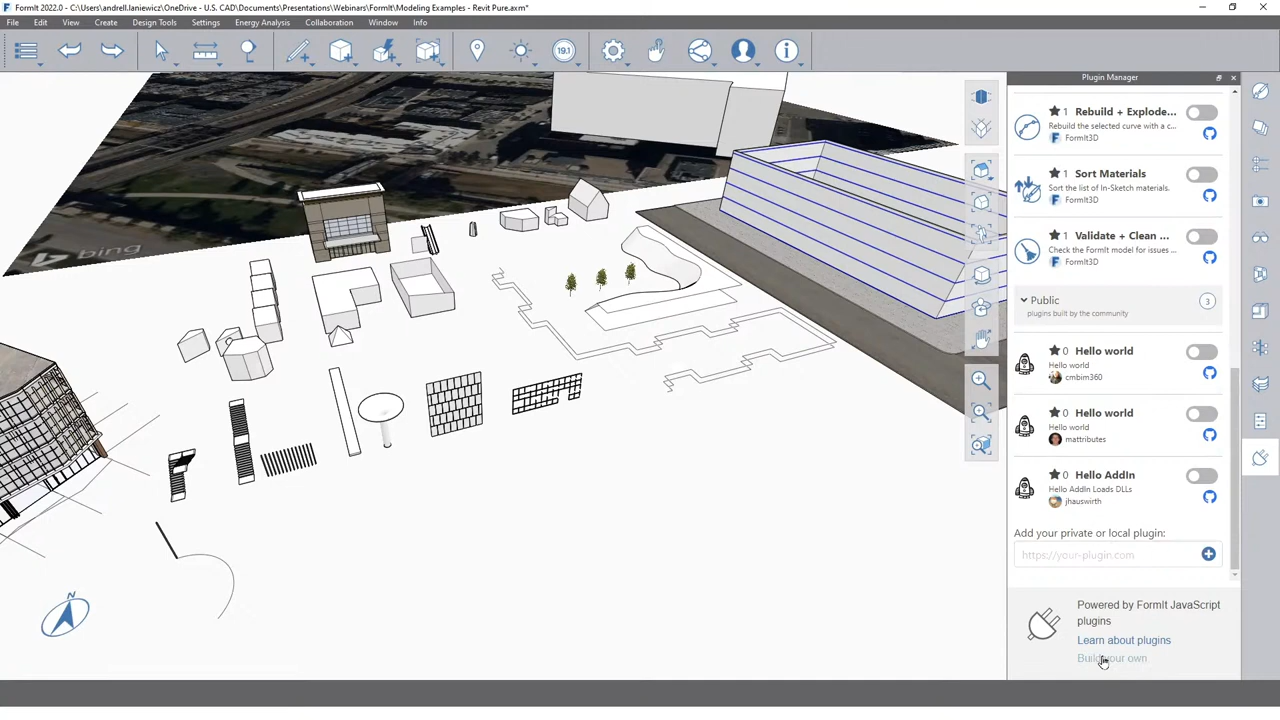 FormIt 2022.0 - C:\Users\andrell.laniewicz\OneDrive - U.S. CAD\Documents\Presentations\Webinars\FormIt\Modeling Examples - Revit Pure.axm*
File Edit View Create Design Tools Settings Energy Analysis Collaboration Window Info
19.1
Plugin Manager
1 Rebuild + Explode...
Rebuild the selected curve with a c...
FormIt3D
1 Sort Materials
Sort the list of In-Sketch materials.
FormIt3D
1 Validate + Clean ...
Check the FormIt model for issues ...
FormIt3D
Public 3
plugins built by the community
0 Hello world
Hello world
cmbim360
0 Hello world
Hello world
mattributes
0 Hello AddIn
Hello AddIn Loads DLLs
jhauswirth
Add your private or local plugin:
https://your-plugin.com
Powered by FormIt JavaScript
plugins
Learn about plugins
Build your own
bing
N